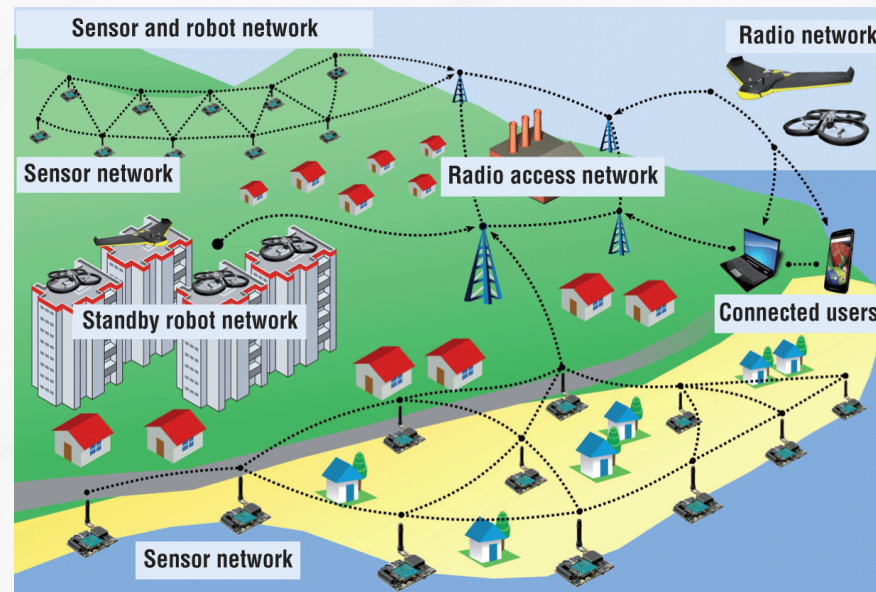 Sensor and robot network
Radio network
Sensor network
Radio access network
Standby robot network
Connected users
Sensor network